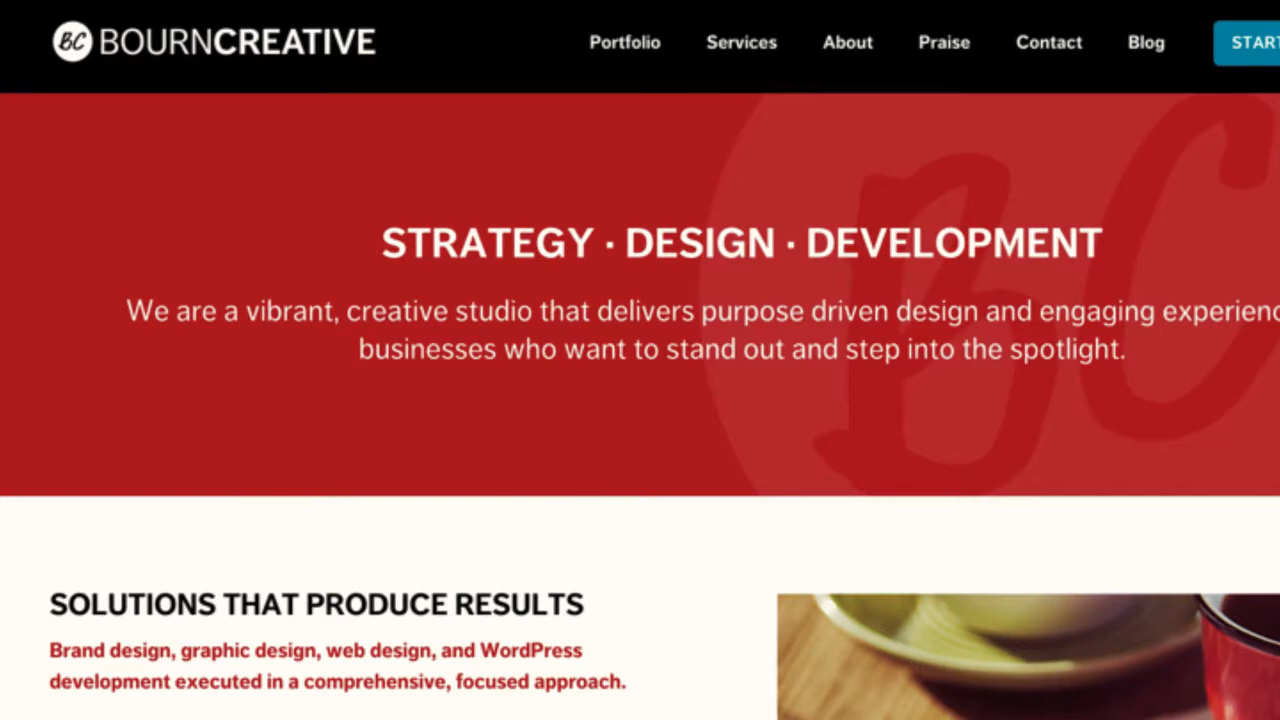 BC BOURNCREATIVE
Portfolio Services About Praise Contact Blog
STRATEGY · DESIGN · DEVELOPMENT
We are a vibrant, creative studio that delivers purpose driven design and engaging
businesses who want to stand out and step into the spotlight.
BC
SOLUTIONS THAT PRODUCE RESULTS
Brand design, graphic design, web design, and WordPress
development executed in a comprehensive, focused approach.